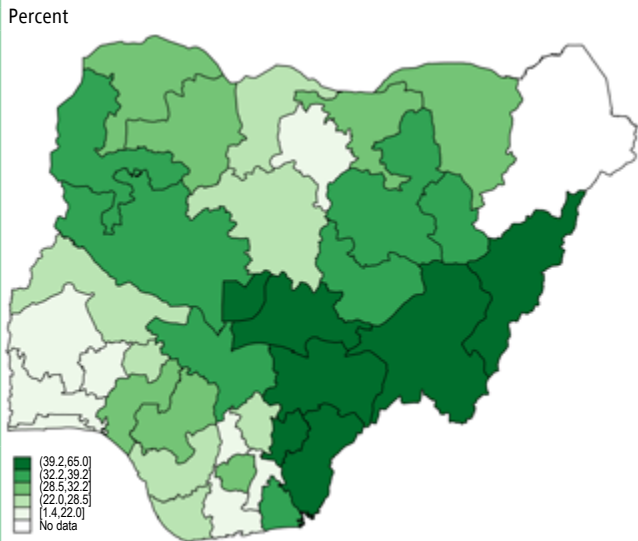 Percent
(39.2,65.0]
(32.2,39.2]
(28.5,32.2]
(22.0,28.5]
[1.4,22.0]
No data